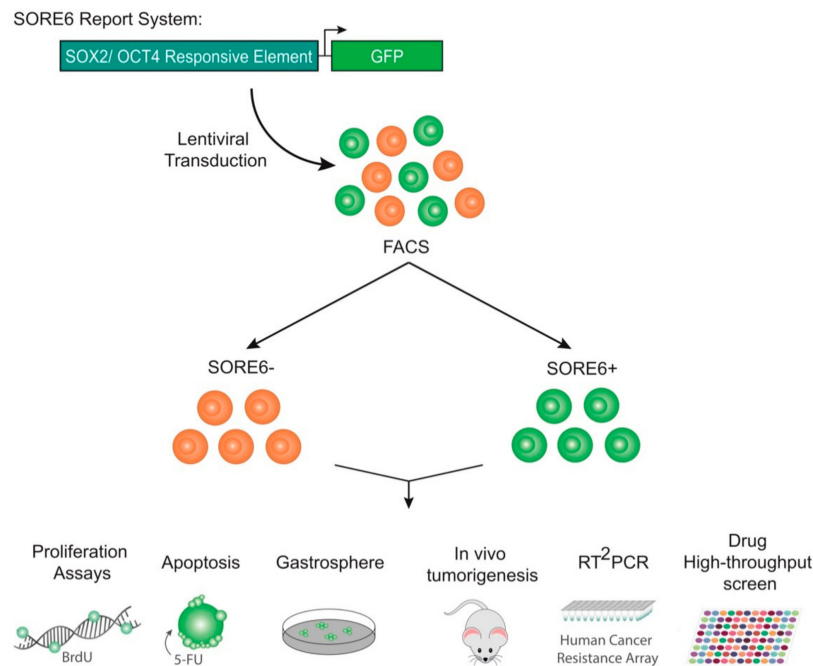 SORE6 Report System:
SOX2/ OCT4 Responsive Element
GFP
Lentiviral
Transduction
FACS
SORE6-
SORE6+
Proliferation
Assays
BrdU
Apoptosis
5-FU
Gastrosphere
In vivo
tumorigenesis
RT²PCR
Human Cancer
Resistance Array
Drug
High-throughput
screen